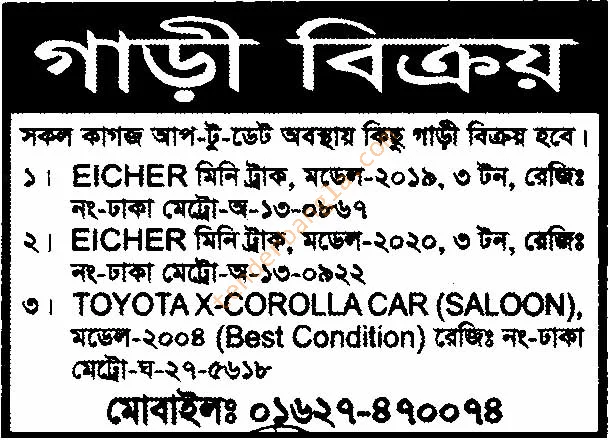 গাড়ী বিক্রয়
সকল কাগজ আপ-টু-ডেট অবস্থায় কিছু গাড়ী বিক্রয় হবে।
১। EICHER মিনি ট্রাক, মডেল-২০১৯, ৩ টন, রেজিঃ
নং-ঢাকা মেট্রো-অ-১৩-০৮৬৭
২। EICHER মিনি ট্রাক, মডেল-২০২০, ৩ টন, রেজিঃ
নং-ঢাকা মেট্রো-অ-১৩-০৯২২
৩। TOYOTA X-COROLLA CAR (SALOON),
মডেল-২০০৪ (Best Condition) রেজিঃ নং-ঢাকা
মেট্রো-ঘ-২৭-৫৬১৮
মোবাইলঃ ০১৬২৭-৪৭০০৭৪